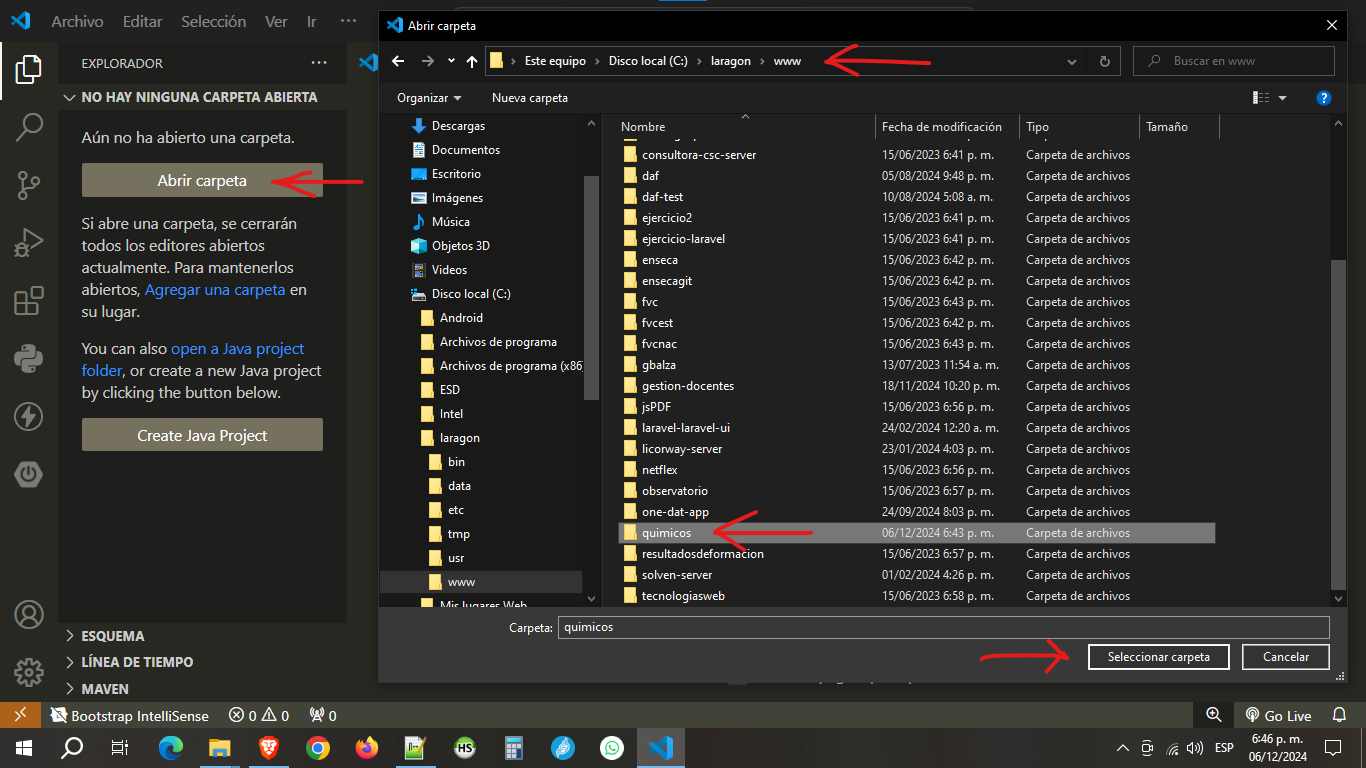 Archivo Editar Selección Ver Ir ···
EXPLORADOR ···
NO HAY NINGUNA CARPETA ABIERTA
Aún no ha abierto una carpeta.
Abrir carpeta
Si abre una carpeta, se cerrarán
todos los editores abiertos
actualmente. Para mantenerlos
abiertos, Agregar una carpeta en
su lugar.
You can also open a Java project
folder, or create a new Java project
by clicking the button below.
Create Java Project
ESQUEMA
LÍNEA DE TIEMPO
MAVEN
Abrir carpeta
Este equipo > Disco local (C:) > laragon > www
Buscar en www
Organizar Nueva carpeta
Descargas
Documentos
Escritorio
Imágenes
Música
Objetos 3D
Videos
Disco local (C:)
Android
Archivos de programa
Archivos de programa (x86)
ESD
Intel
laragon
bin
data
etc
tmp
usr
www
Mis lugares Web
Nombre Fecha de modificación Tipo Tamaño
consultora-csc-server 15/06/2023 6:41 p. m. Carpeta de archivos
daf 05/08/2024 9:48 p. m. Carpeta de archivos
daf-test 10/08/2024 5:08 a. m. Carpeta de archivos
ejercicio2 15/06/2023 6:41 p. m. Carpeta de archivos
ejercicio-laravel 15/06/2023 6:41 p. m. Carpeta de archivos
enseca 15/06/2023 6:42 p. m. Carpeta de archivos
ensecagit 15/06/2023 6:42 p. m. Carpeta de archivos
fvc 15/06/2023 6:43 p. m. Carpeta de archivos
fvcest 15/06/2023 6:42 p. m. Carpeta de archivos
fvcnac 15/06/2023 6:43 p. m. Carpeta de archivos
gbalza 13/07/2023 11:54 a. m. Carpeta de archivos
gestion-docentes 18/11/2024 10:20 p. m. Carpeta de archivos
jsPDF 15/06/2023 6:56 p. m. Carpeta de archivos
laravel-laravel-ui 24/02/2024 12:20 a. m. Carpeta de archivos
licorway-server 23/01/2024 4:03 p. m. Carpeta de archivos
netflex 15/06/2023 6:56 p. m. Carpeta de archivos
observatorio 15/06/2023 6:57 p. m. Carpeta de archivos
one-dat-app 24/09/2024 8:03 p. m. Carpeta de archivos
quimicos 06/12/2024 6:43 p. m. Carpeta de archivos
resultadosdeformacion 15/06/2023 6:57 p. m. Carpeta de archivos
solven-server 01/02/2024 4:26 p. m. Carpeta de archivos
tecnologiasweb 15/06/2023 6:58 p. m. Carpeta de archivos
Carpeta: quimicos
Seleccionar carpeta Cancelar
Bootstrap IntelliSense 0 0 0 Go Live
HS
ESP
6:46 p. m.
06/12/2024